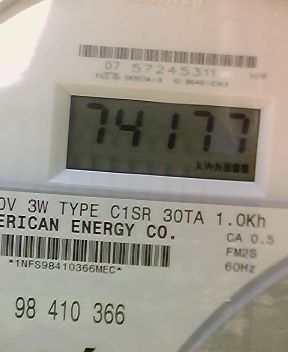 07 57245311
74177
kWh
0V 3W TYPE C1SR 30TA 1.0Kh
ERICAN ENERGY CO.
CA 0.5
FM2S
*1NFS98410366MEC*
60Hz
98 410 366